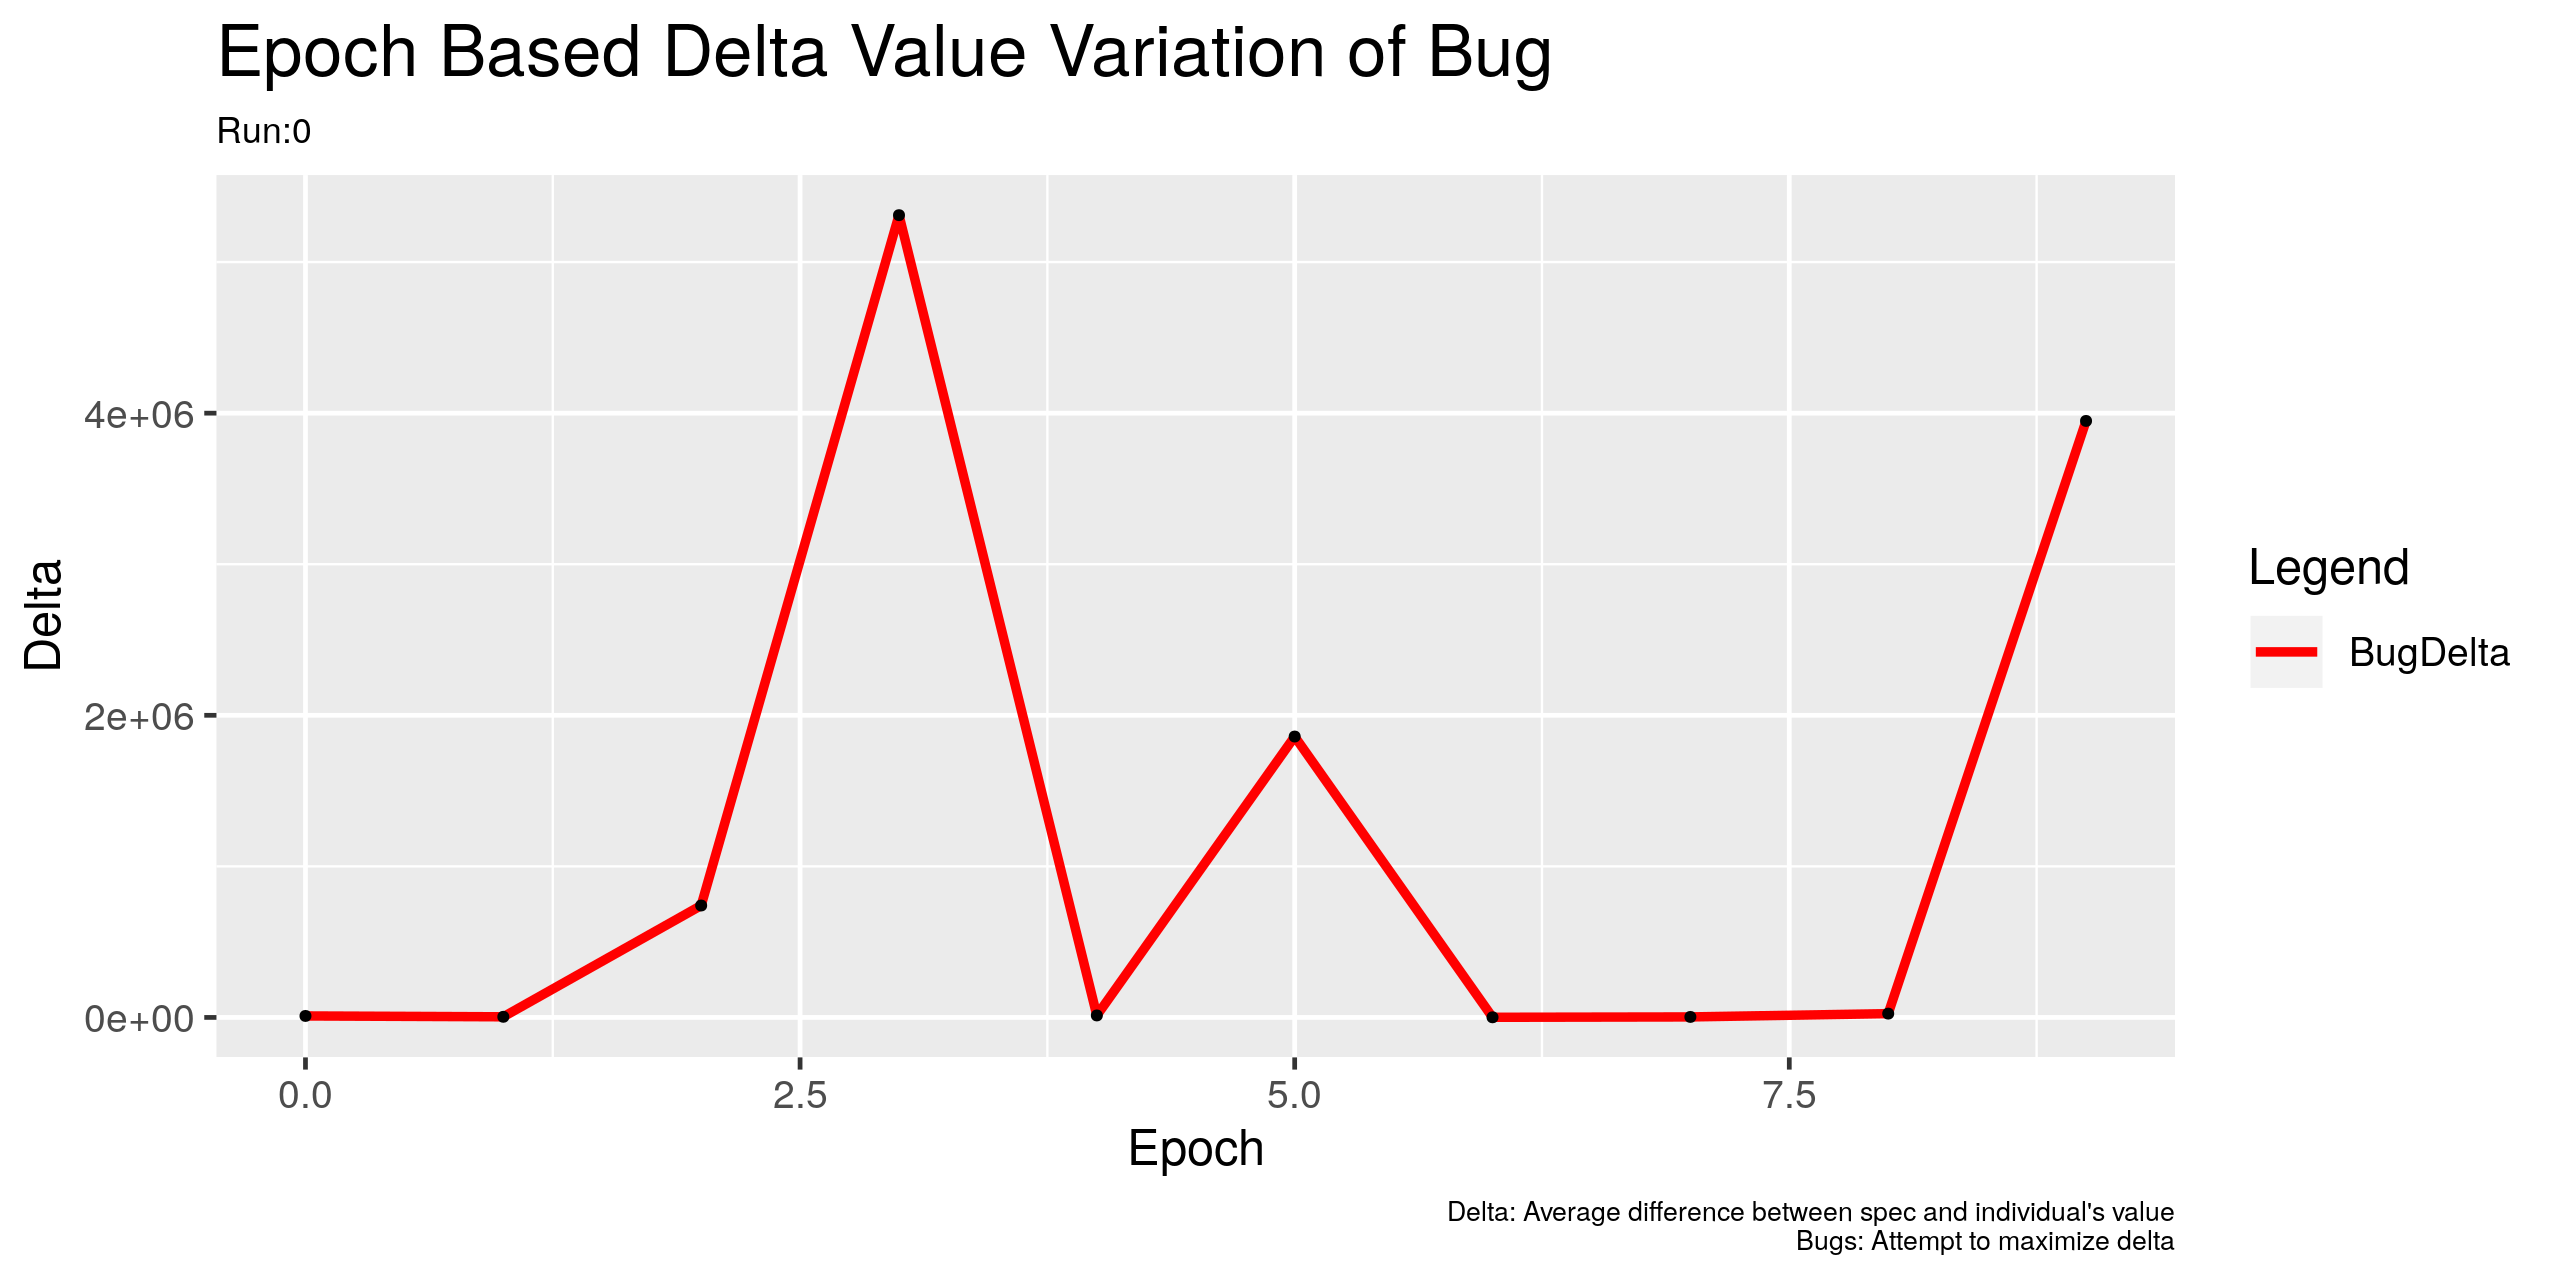 Epoch Based Delta Value Variation of Bug
Run:0
Delta
4e+06
2e+06
0e+00
0.0 2.5 5.0 7.5
Epoch
Legend
BugDelta
Delta: Average difference between spec and individual's value
Bugs: Attempt to maximize delta